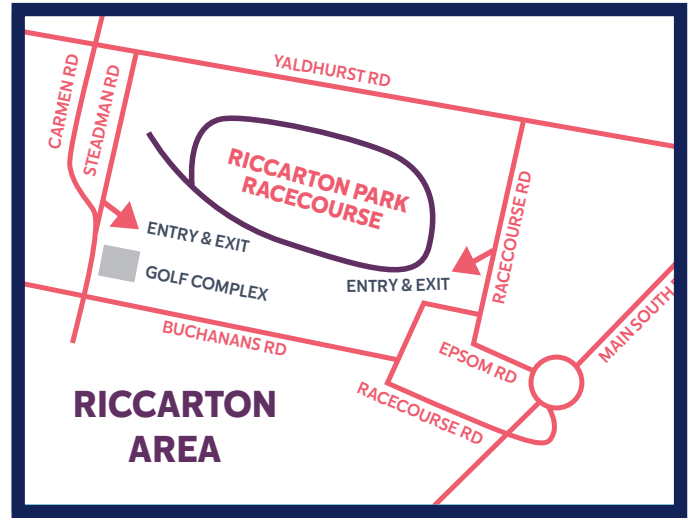 YALDHURST RD
CARMEN RD
STEADMAN RD
RICCARTON PARK
RACECOURSE
RACECOURSE RD
ENTRY & EXIT
GOLF COMPLEX
ENTRY & EXIT
BUCHANANS RD
MAIN SOUTH
EPSOM RD
RACECOURSE RD
RICCARTON
AREA